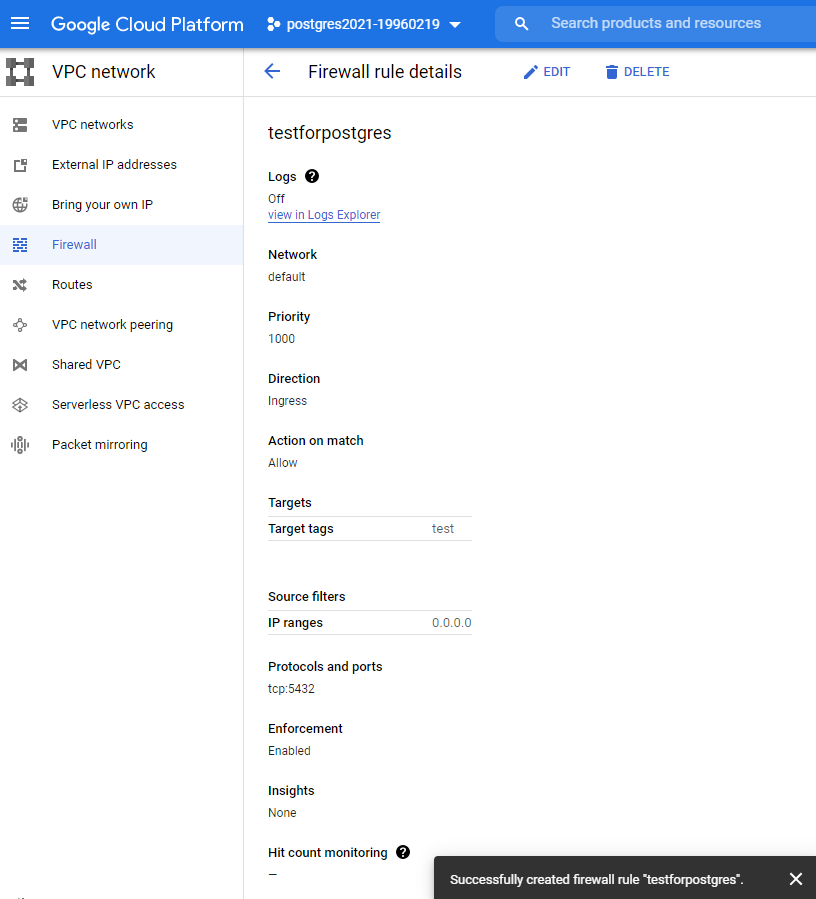 Google Cloud Platform
postgres2021-19960219
Search products and resources
VPC network
Firewall rule details
EDIT
DELETE
VPC networks
External IP addresses
Bring your own IP
Firewall
Routes
VPC network peering
Shared VPC
Serverless VPC access
Packet mirroring
testforpostgres
Logs
Off
view in Logs Explorer
Network
default
Priority
1000
Direction
Ingress
Action on match
Allow
Targets
Target tags test
Source filters
IP ranges 0.0.0.0
Protocols and ports
tcp:5432
Enforcement
Enabled
Insights
None
Hit count monitoring
—
Successfully created firewall rule "testforpostgres".